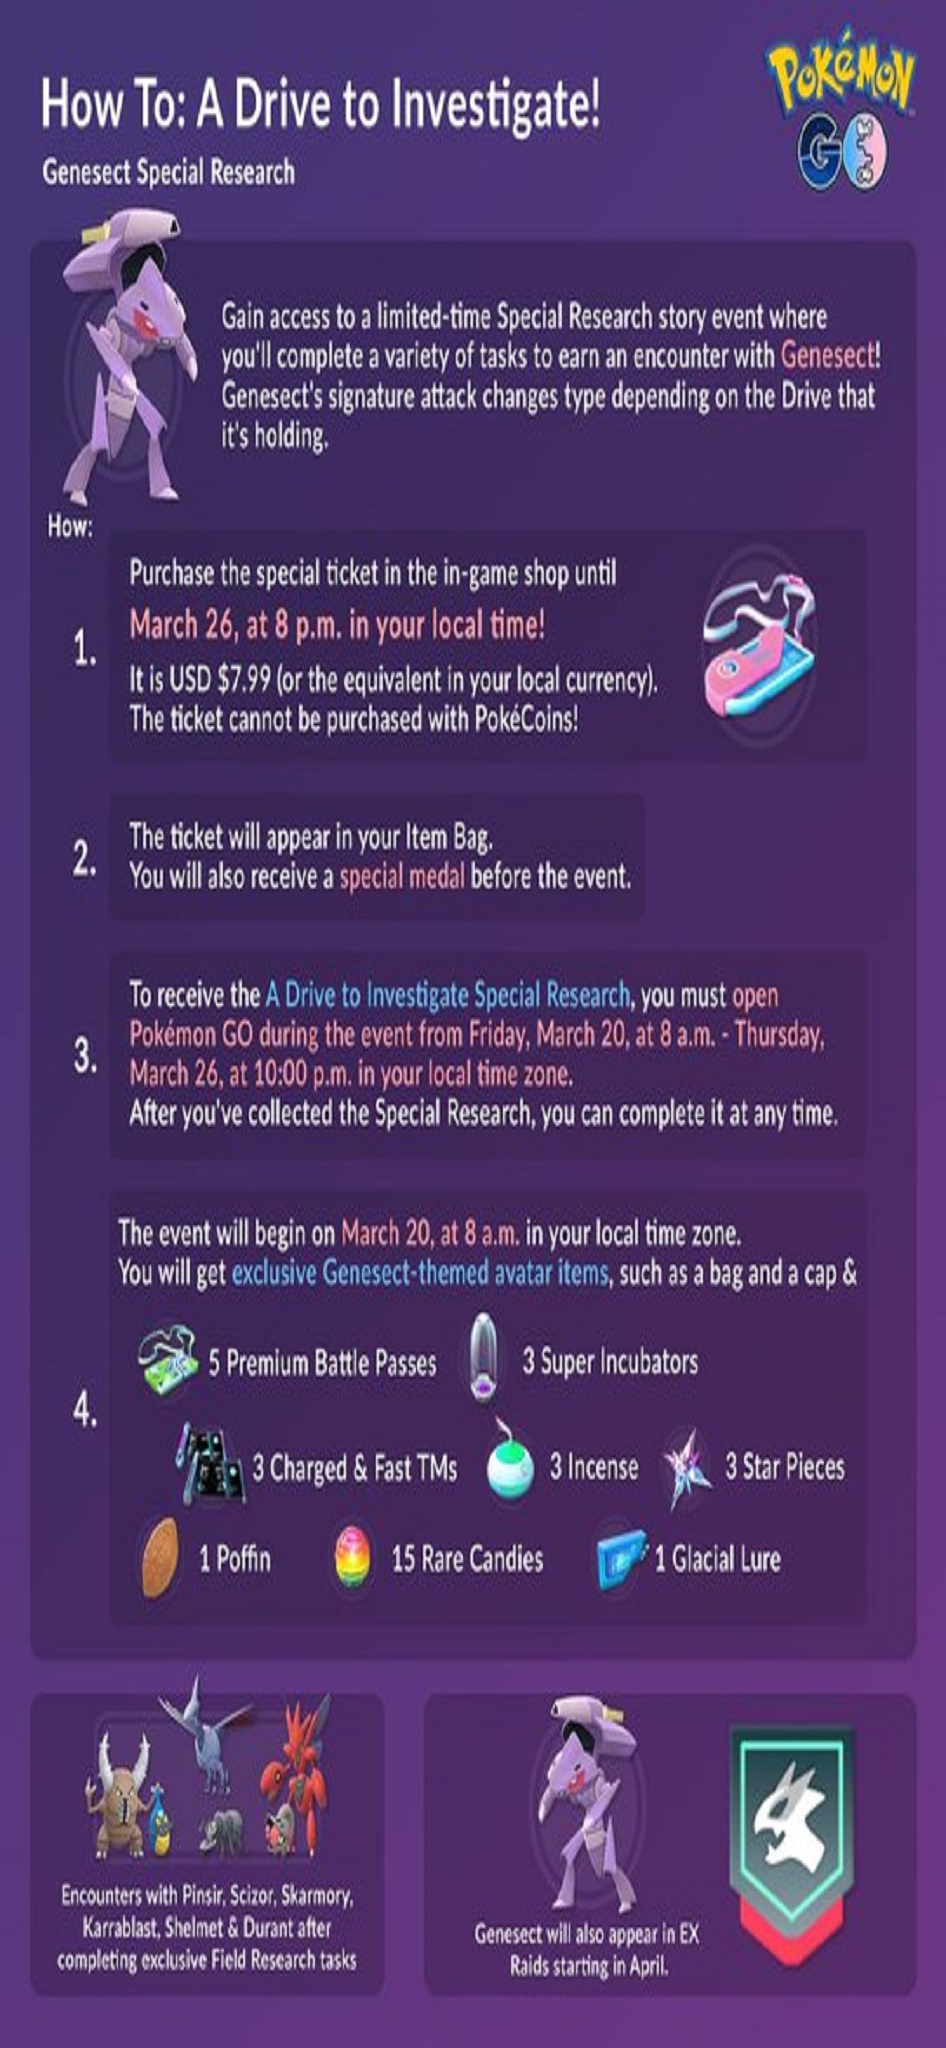 How To: A Drive to Investigate!
POKéMON
GO
Genesect Special Research
Gain access to a limited-time Special Research story event where
you'll complete a variety of tasks to earn an encounter with Genesect!
Genesect's signature attack changes type depending on the Drive that
it's holding.
How:
1.
Purchase the special ticket in the in-game shop until
March 26, at 8 p.m. in your local time!
It is USD $7.99 (or the equivalent in your local currency).
The ticket cannot be purchased with PokéCoins!
2.
The ticket will appear in your Item Bag.
You will also receive a special medal before the event.
3.
To receive the A Drive to Investigate Special Research, you must open
Pokémon GO during the event from Friday, March 20, at 8 a.m. - Thursday,
March 26, at 10:00 p.m. in your local time zone.
After you've collected the Special Research, you can complete it at any time.
4.
The event will begin on March 20, at 8 a.m. in your local time zone.
You will get exclusive Genesect-themed avatar items, such as a bag and a cap &
5 Premium Battle Passes
3 Super Incubators
3 Charged & Fast TMs
3 Incense
3 Star Pieces
1 Poffin
15 Rare Candies
1 Glacial Lure
Encounters with Pinsir, Scizor, Skarmory,
Karrablast, Shelmet & Durant after
completing exclusive Field Research tasks
Genesect will also appear in EX
Raids starting in April.